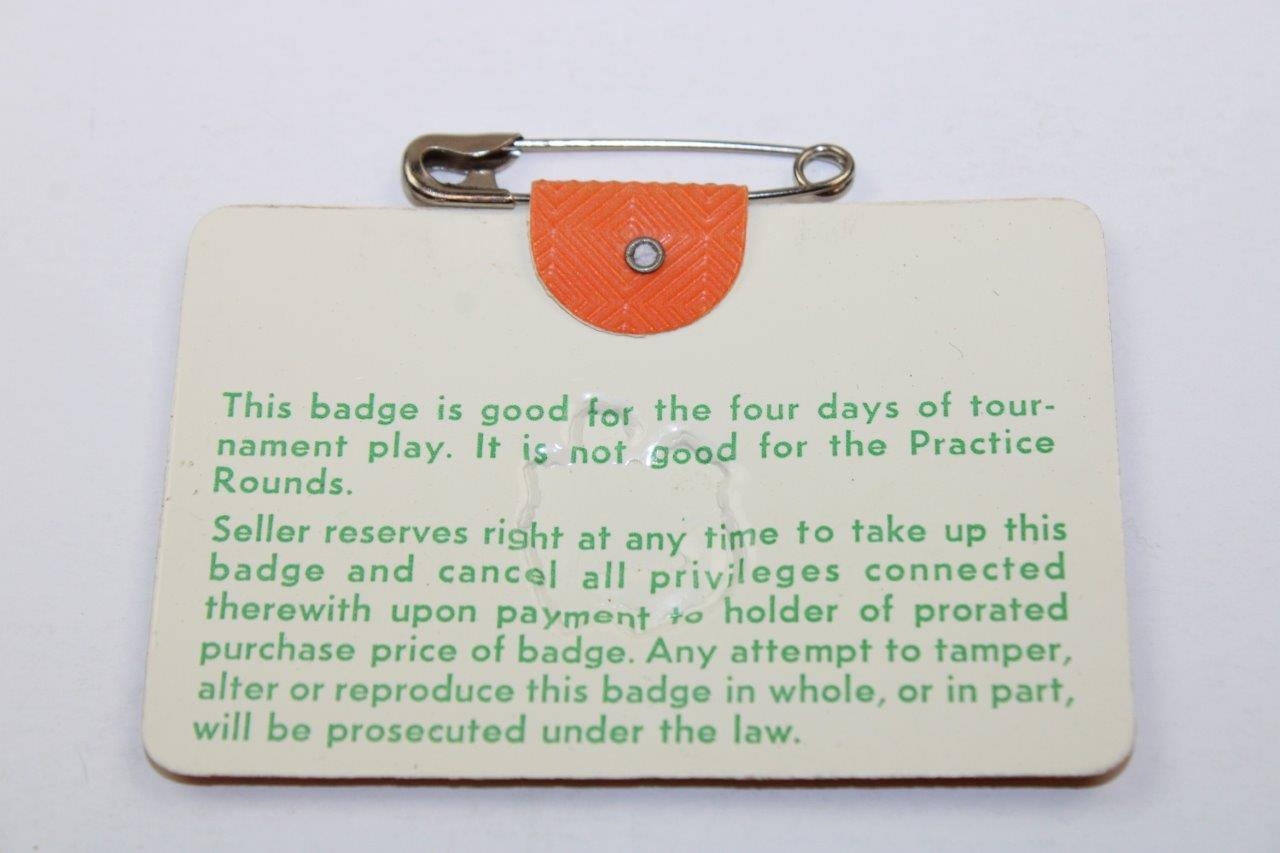 This badge is good for the four days of tour-
nament play. It is not good for the Practice
Rounds.
Seller reserves right at any time to take up this
badge and cancel all privileges connected
therewith upon payment to holder of prorated
purchase price of badge. Any attempt to tamper,
alter or reproduce this badge in whole, or in part,
will be prosecuted under the law.